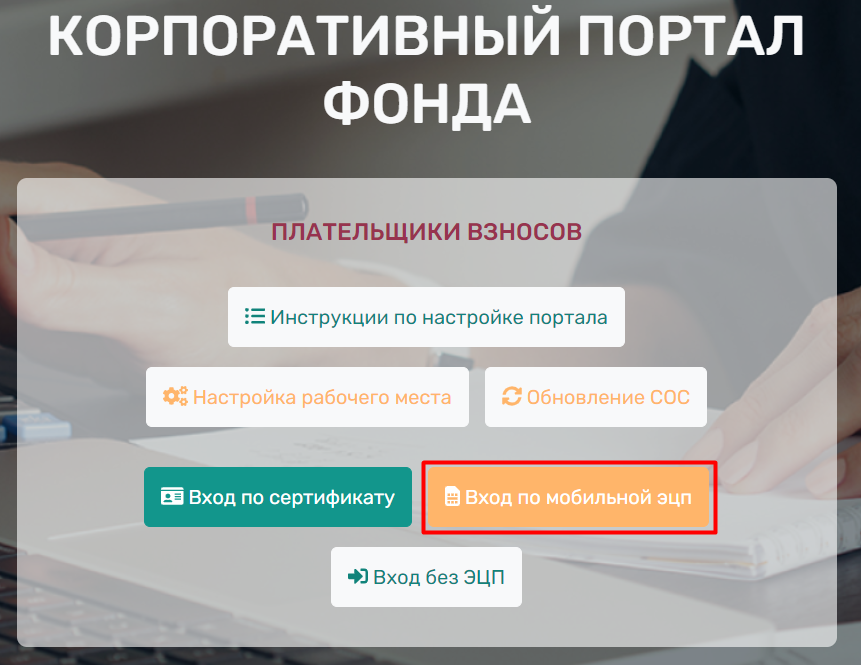 КОРПОРАТИВНЫЙ ПОРТАЛ
ФОНДА
ПЛАТЕЛЬЩИКИ ВЗНОСОВ
Инструкции по настройке портала
Настройка рабочего места
Обновление СОС
Вход по сертификату
Вход по мобильной эцп
Вход без ЭЦП